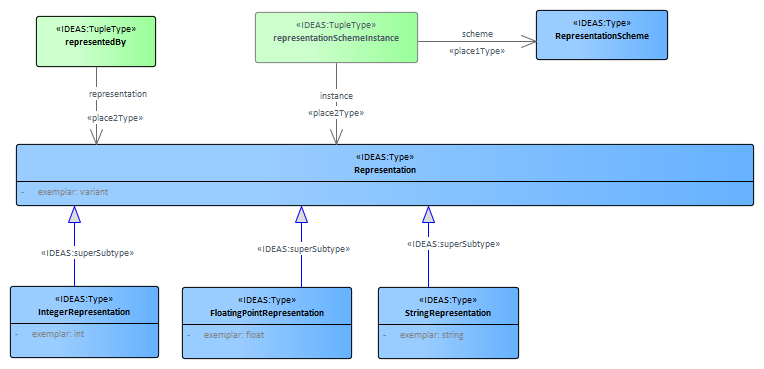 «IDEAS:TupleType»
representedBy
«IDEAS:TupleType»
representationSchemeInstance
scheme
«place1Type»
«IDEAS:Type»
RepresentationScheme
representation
«place2Type»
instance
«place2Type»
«IDEAS:Type»
Representation
- exemplar: variant
«IDEAS:superSubtype»
«IDEAS:superSubtype»
«IDEAS:superSubtype»
«IDEAS:Type»
IntegerRepresentation
- exemplar: int
«IDEAS:Type»
FloatingPointRepresentation
- exemplar: float
«IDEAS:Type»
StringRepresentation
- exemplar: string